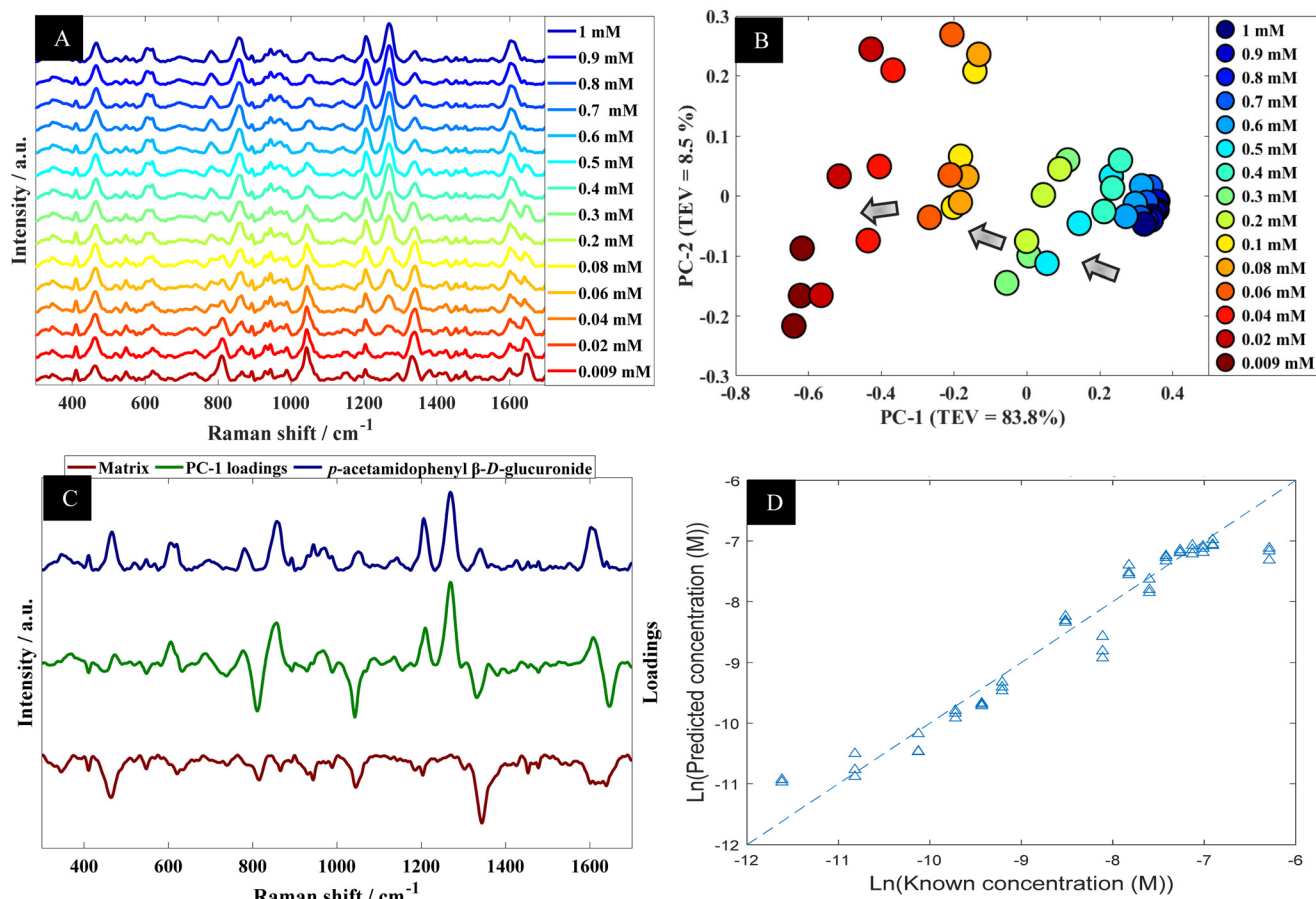 A
Intensity / a.u.
400 600 800 1000 1200 1400 1600
Raman shift / cm-1
1 mM
0.9 mM
0.8 mM
0.7 mM
0.6 mM
0.5 mM
0.4 mM
0.3 mM
0.2 mM
0.08 mM
0.06 mM
0.04 mM
0.02 mM
0.009 mM
B
PC-2 (TEV = 8.5 %)
0.3
0.2
0.1
0
-0.1
-0.2
-0.3
-0.8 -0.6 -0.4 -0.2 0 0.2 0.4
PC-1 (TEV = 83.8%)
1 mM
0.9 mM
0.8 mM
0.7 mM
0.6 mM
0.5 mM
0.4 mM
0.3 mM
0.2 mM
0.1 mM
0.08 mM
0.06 mM
0.04 mM
0.02 mM
0.009 mM
Matrix PC-1 loadings p-acetamidophenyl β-D-glucuronide
C
Intensity / a.u.
Loadings
400 600 800 1000 1200 1400 1600
Raman shift / cm-1
D
Ln(Predicted concentration (M))
-6
-7
-8
-9
-10
-11
-12
-12 -11 -10 -9 -8 -7 -6
Ln(Known concentration (M))